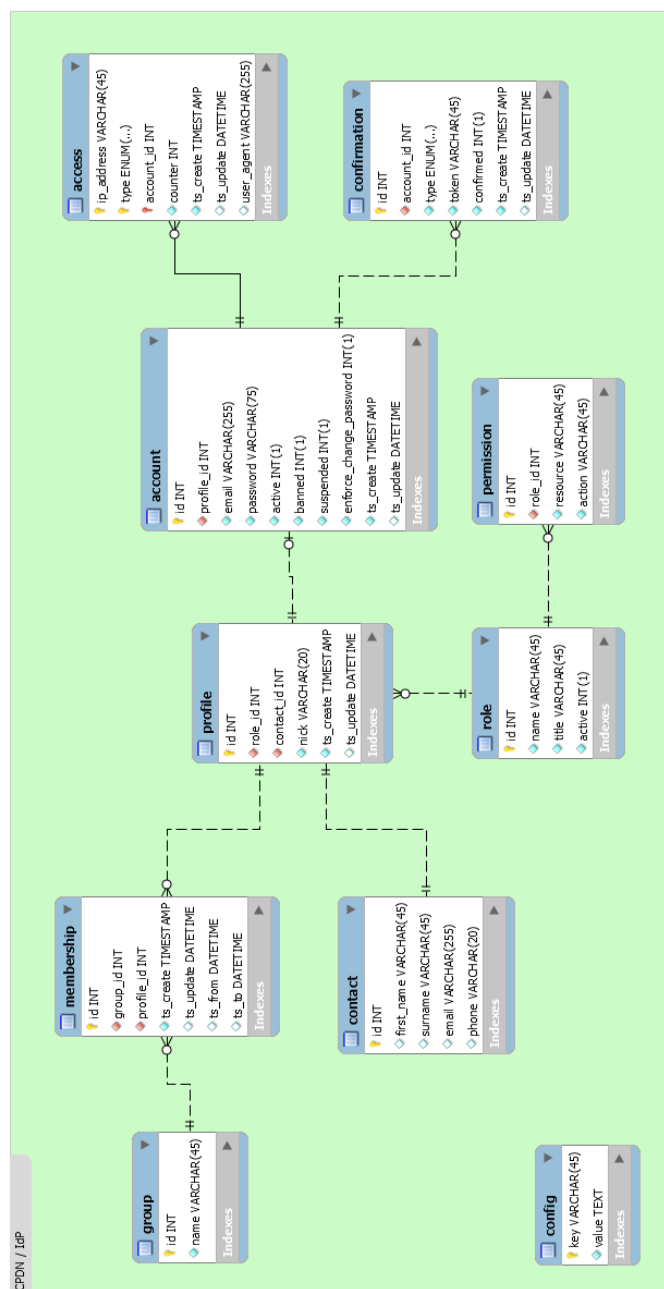 CPDN / IdP
group
id INT
name VARCHAR(45)
Indexes
membership
id INT
group_id INT
profile_id INT
ts_create TIMESTAMP
ts_update DATETIME
ts_from DATETIME
ts_to DATETIME
Indexes
profile
id INT
role_id INT
contact_id INT
nick VARCHAR(20)
ts_create TIMESTAMP
ts_update DATETIME
Indexes
account
id INT
profile_id INT
email VARCHAR(255)
password VARCHAR(75)
active INT(1)
banned INT(1)
suspended INT(1)
enforce_change_password INT(1)
ts_create TIMESTAMP
ts_update DATETIME
Indexes
access
ip_address VARCHAR(45)
type ENUM(...)
account_id INT
counter INT
ts_create TIMESTAMP
ts_update DATETIME
user_agent VARCHAR(255)
Indexes
confirmation
id INT
account_id INT
type ENUM(...)
token VARCHAR(45)
confirmed INT(1)
ts_create TIMESTAMP
ts_update DATETIME
Indexes
contact
id INT
first_name VARCHAR(45)
surname VARCHAR(45)
email VARCHAR(255)
phone VARCHAR(20)
Indexes
config
key VARCHAR(45)
value TEXT
Indexes
role
id INT
name VARCHAR(45)
title VARCHAR(45)
active INT(1)
Indexes
permission
id INT
role_id INT
resource VARCHAR(45)
action VARCHAR(45)
Indexes